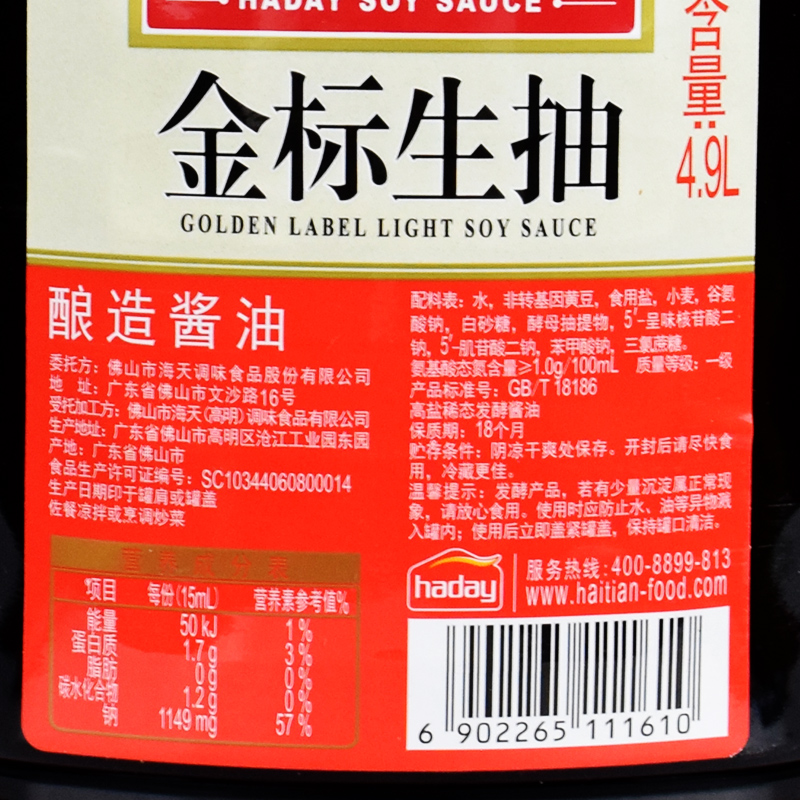 HADAY SOY SAUCE
金标生抽
GOLDEN LABEL LIGHT SOY SAUCE
含量:4.9L
酿造酱油
委托方：佛山市海天调味食品股份有限公司
地 址：广东省佛山市文沙路16号
受托加工方：佛山市海天(高明)调味食品有限公司
生产地址：广东省佛山市高明区沧江工业园东园
产地：广东省佛山市
食品生产许可证编号：SC10344060800014
生产日期印于罐肩或罐盖
佐餐凉拌或烹调炒菜
营养成分表
项目 每份(15mL) 营养素参考值%
能量 50 kJ 1%
蛋白质 1.7 g 3%
脂肪 0 g 0%
碳水化合物 1.2 g 0%
钠 1149 mg 57%
配料表：水，非转基因黄豆，食用盐，小麦，谷氨
酸钠，白砂糖，酵母抽提物，5′-呈味核苷酸二
钠，5′-肌苷酸二钠，苯甲酸钠，三氯蔗糖。
氨基酸态氮含量≥1.0g/100mL 质量等级：一级
产品标准号：GB/T 18186
高盐稀态发酵酱油
保质期：18个月
贮存条件：阴凉干爽处保存。开封后请尽快食
用，冷藏更佳。
温馨提示：发酵产品，若有少量沉淀属正常现
象，请放心食用。使用时应防止水、油等异物溅
入罐内；使用后立即盖紧罐盖，保持罐口清洁。
haday
服务热线:400-8899-813
www.haitian-food.com
6 902265 111610